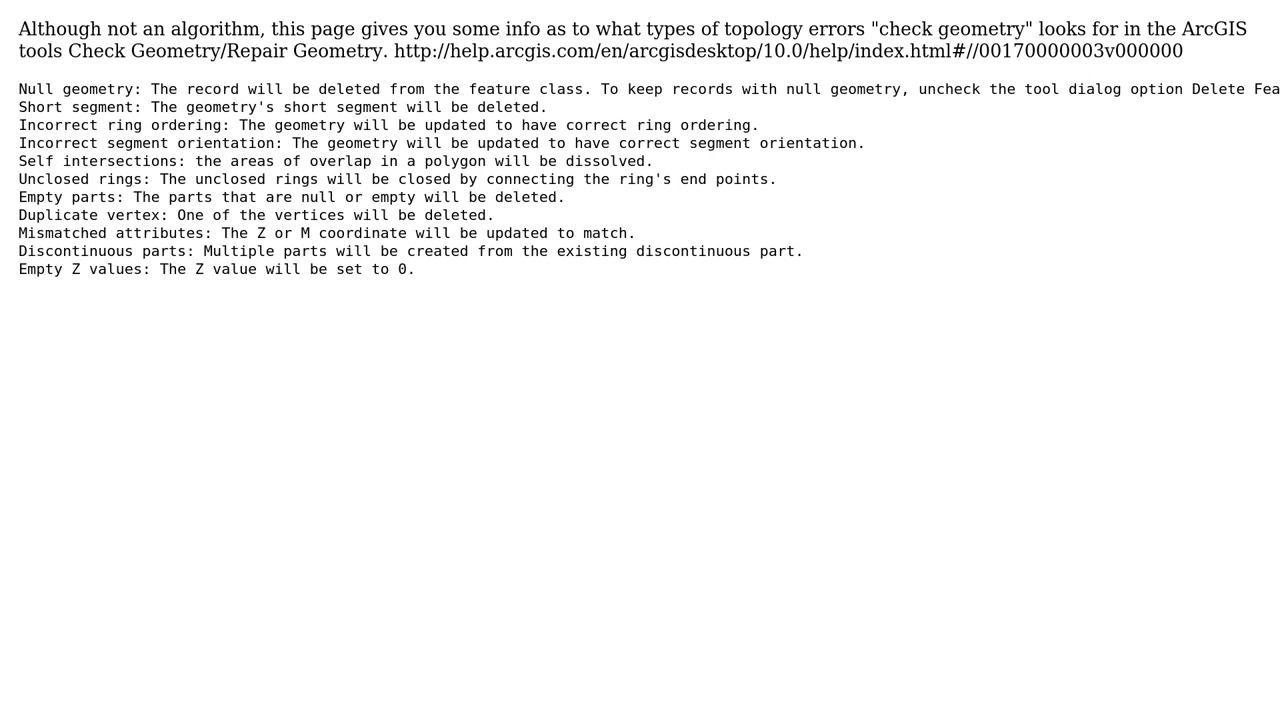 Although not an algorithm, this page gives you some info as to what types of topology errors "check geometry" looks for in the ArcGIS
tools Check Geometry/Repair Geometry. http://help.arcgis.com/en/arcgisdesktop/10.0/help/index.html#//00170000003v000000
Null geometry: The record will be deleted from the feature class. To keep records with null geometry, uncheck the tool dialog option Delete
Short segment: The geometry's short segment will be deleted.
Incorrect ring ordering: The geometry will be updated to have correct ring ordering.
Incorrect segment orientation: The geometry will be updated to have correct segment orientation.
Self intersections: the areas of overlap in a polygon will be dissolved.
Unclosed rings: The unclosed rings will be closed by connecting the ring's end points.
Empty parts: The parts that are null or empty will be deleted.
Duplicate vertex: One of the vertices will be deleted.
Mismatched attributes: The Z or M coordinate will be updated to match.
Discontinuous parts: Multiple parts will be created from the existing discontinuous part.
Empty Z values: The Z value will be set to 0.